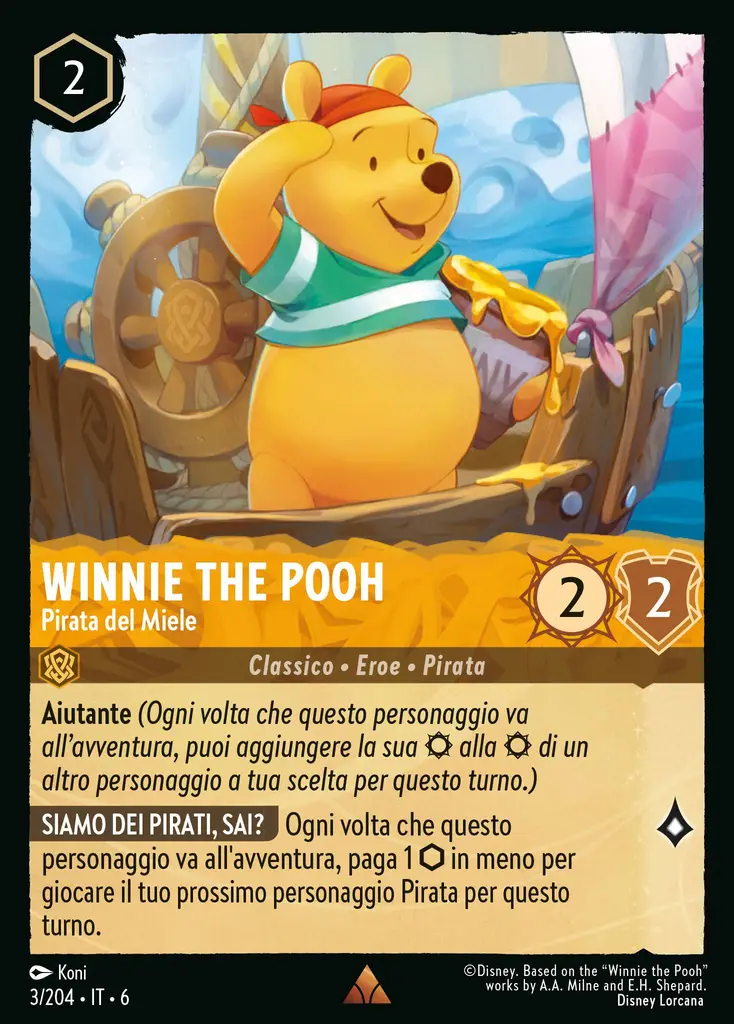 2
NY
WINNIE THE POOH
Pirata del Miele
2
2
Classico • Eroe • Pirata
Aiutante (Ogni volta che questo personaggio va
all'avventura, puoi aggiungere la sua alla di un
altro personaggio a tua scelta per questo turno.)
SIAMO DEI PIRATI, SAI? Ogni volta che questo
personaggio va all'avventura, paga 1 in meno per
giocare il tuo prossimo personaggio Pirata per questo
turno.
Koni
3/204 • IT • 6
©Disney. Based on the “Winnie the Pooh”
works by A.A. Milne and E.H. Shepard.
Disney Lorcana